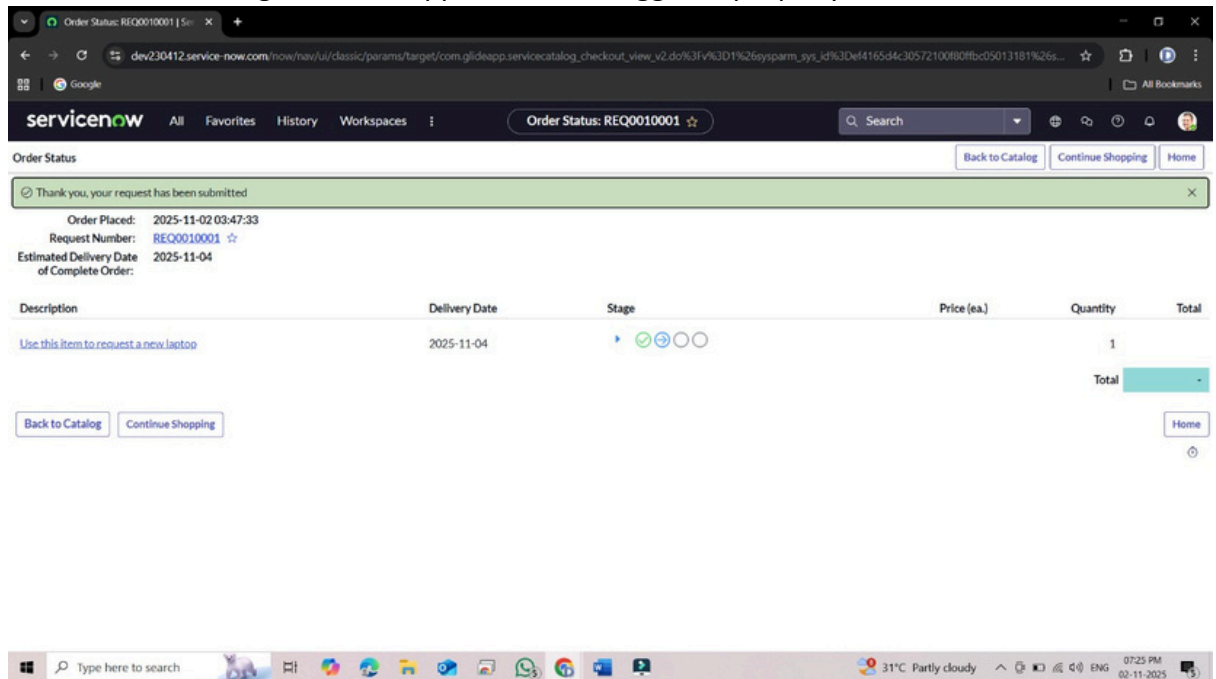 Order Status: REQ0010001 | Ser
dev230412.service-now.com/now/nav/ui/classic/params/target/com.glideapp.servicecatalog_checkout_view_v2.do%3Fv%3D1%26sysparm_sys_id%3Def4165d4c30572100f80ffbc05013181%26s...
Google
All Bookmarks
servicenow All Favorites History Workspaces Order Status: REQ0010001 Search
Order Status Back to Catalog Continue Shopping Home
Thank you, your request has been submitted
Order Placed: 2025-11-02 03:47:33
Request Number: REQ0010001
Estimated Delivery Date 2025-11-04
of Complete Order:
Description Delivery Date Stage Price (ea.) Quantity Total
Use this item to request a new laptop 2025-11-04 1
Total -
Back to Catalog Continue Shopping Home
Type here to search 31°C Partly cloudy ENG 07:25 PM
02-11-2025